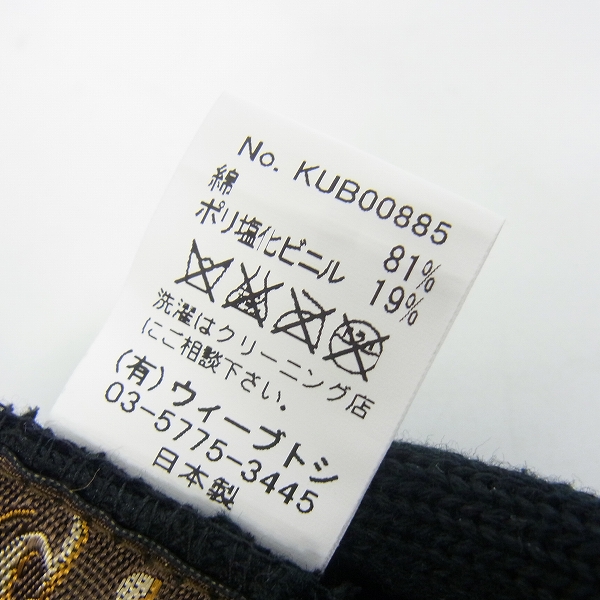 No. KUB00885
綿 81%
ポリ塩化ビニル 19%
洗濯はクリーニング店
にご相談下さい。
(有)ウィーブトシ
03-5775-3445
日本製